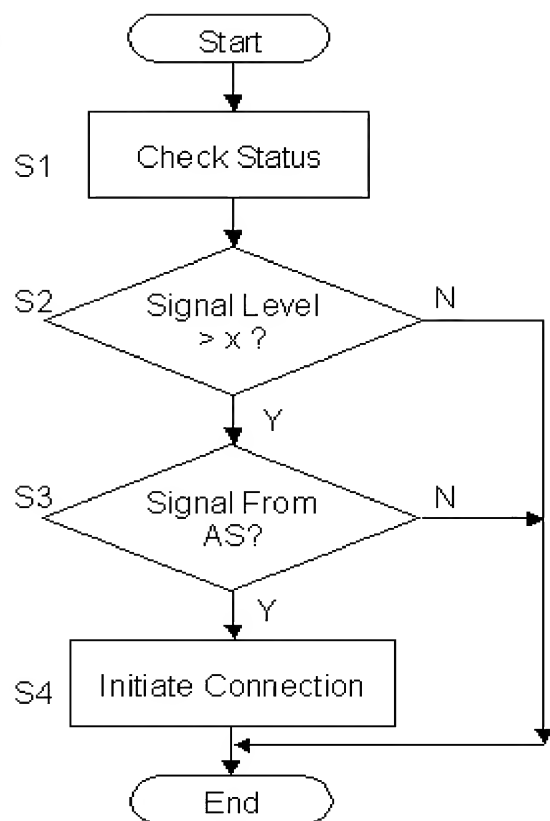 Start
S1
Check Status
S2
Signal Level
> x ?
N
Y
S3
Signal From
AS?
N
Y
S4
Initiate Connection
End